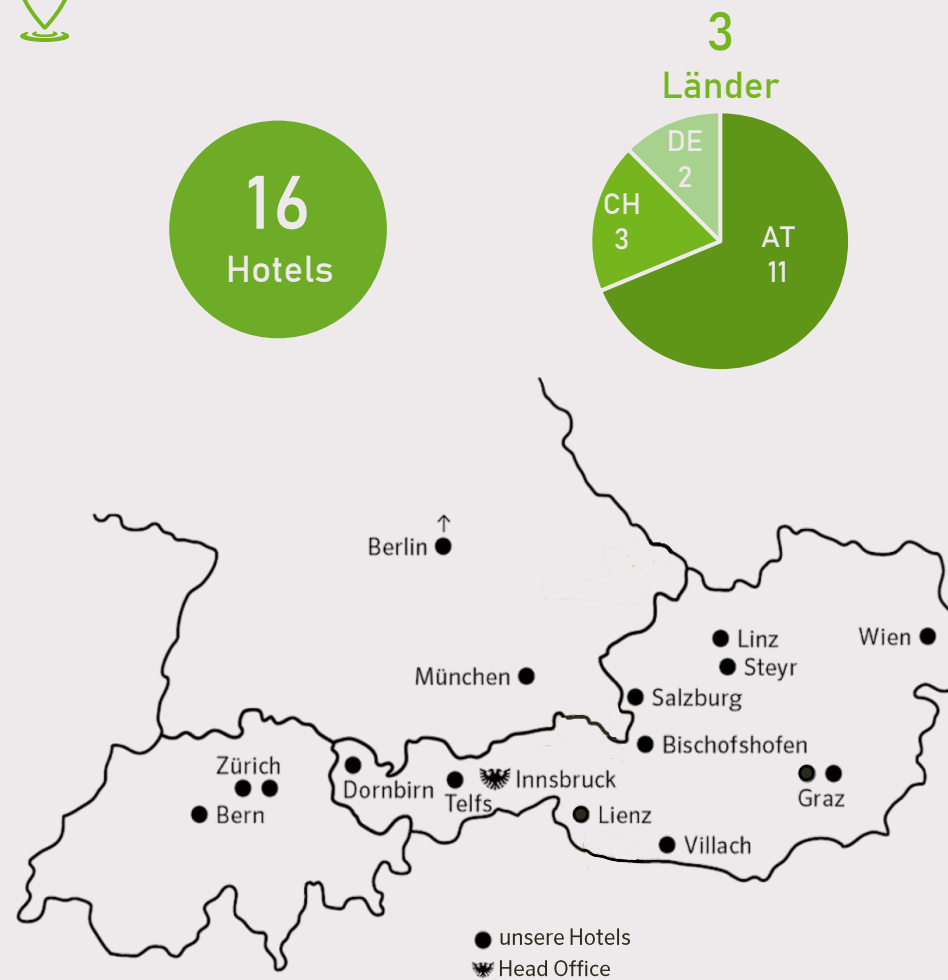 3
Länder
16
Hotels
DE
2
CH
3
AT
11
Berlin ↑
Linz
Wien
Steyr
München
Salzburg
Bischofshofen
Zürich
Dornbirn
Telfs
Innsbruck
Graz
Bern
Lienz
Villach
unsere Hotels
Head Office